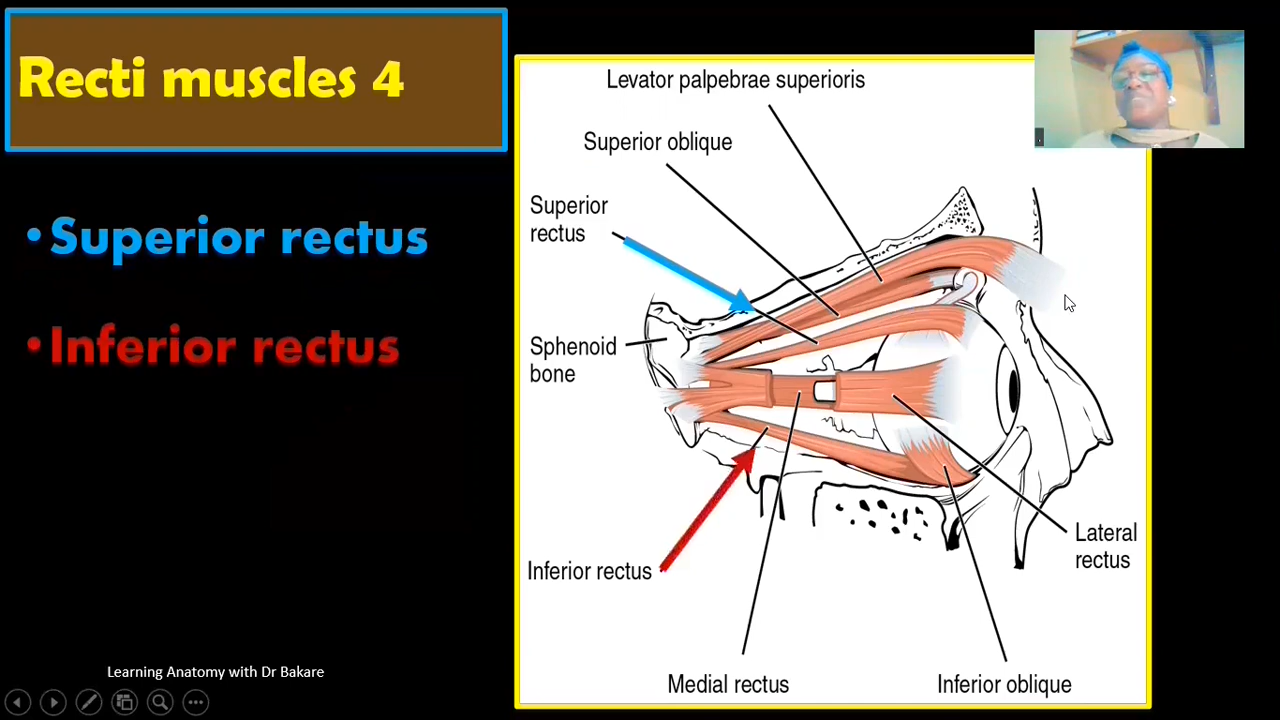 Recti muscles 4
• Superior rectus
• Inferior rectus
Levator palpebrae superioris
Superior oblique
Superior
rectus
Sphenoid
bone
Inferior rectus
Medial rectus
Inferior oblique
Lateral
rectus
Learning Anatomy with Dr Bakare